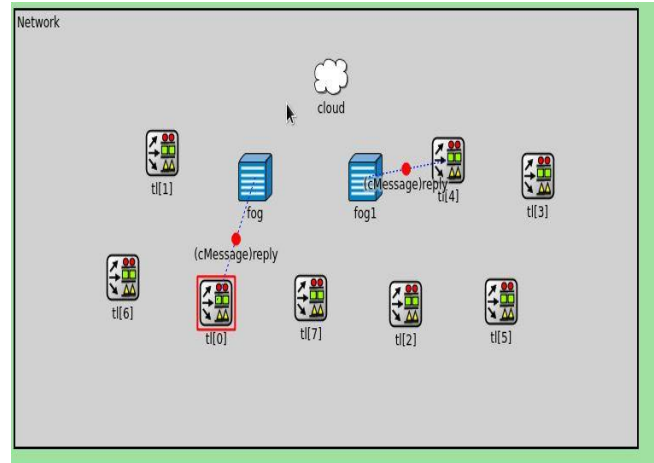 Network
cloud
tl[1]
fog
fog1
(cMessage)reply
tl[4]
tl[3]
(cMessage)reply
tl[6]
tl[0]
tl[7]
tl[2]
tl[5]